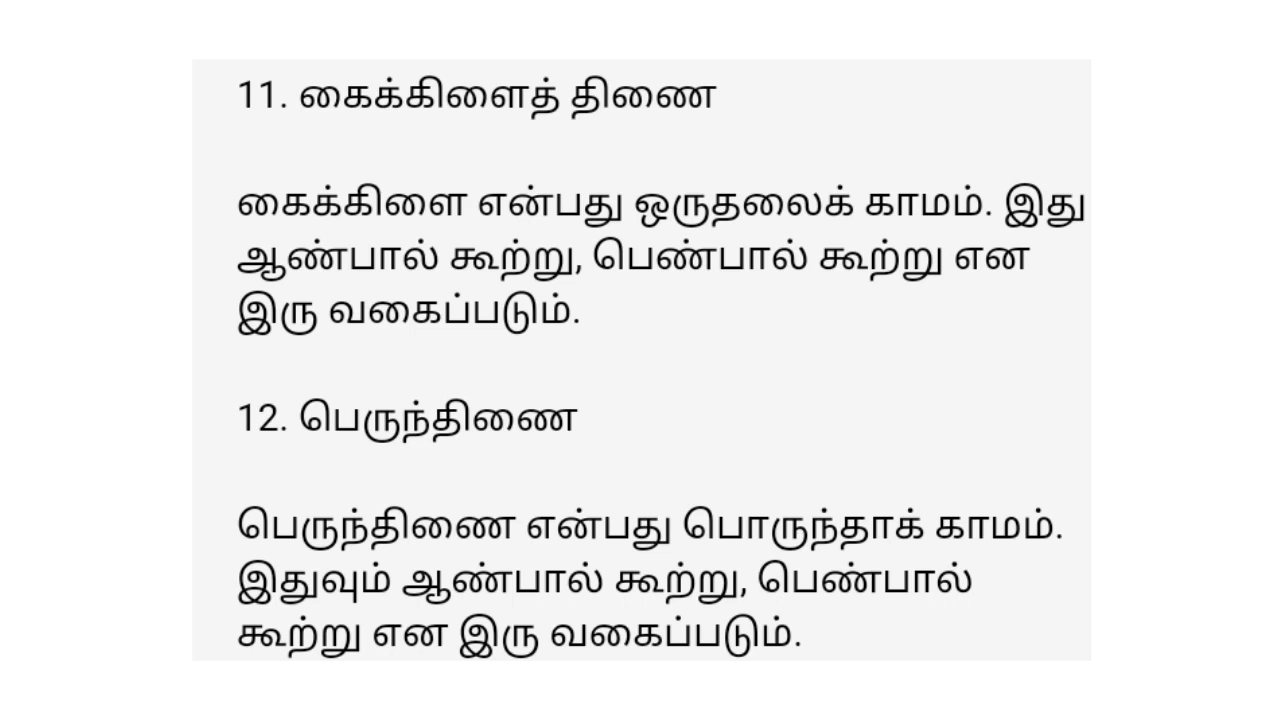 11. கைக்கிளைத் திணை
கைக்கிளை என்பது ஒருதலைக் காமம். இது
ஆண்பால் கூற்று, பெண்பால் கூற்று என
இரு வகைப்படும்.
12. பெருந்திணை
பெருந்திணை என்பது பொருந்தாக் காமம்.
இதுவும் ஆண்பால் கூற்று, பெண்பால்
கூற்று என இரு வகைப்படும்.